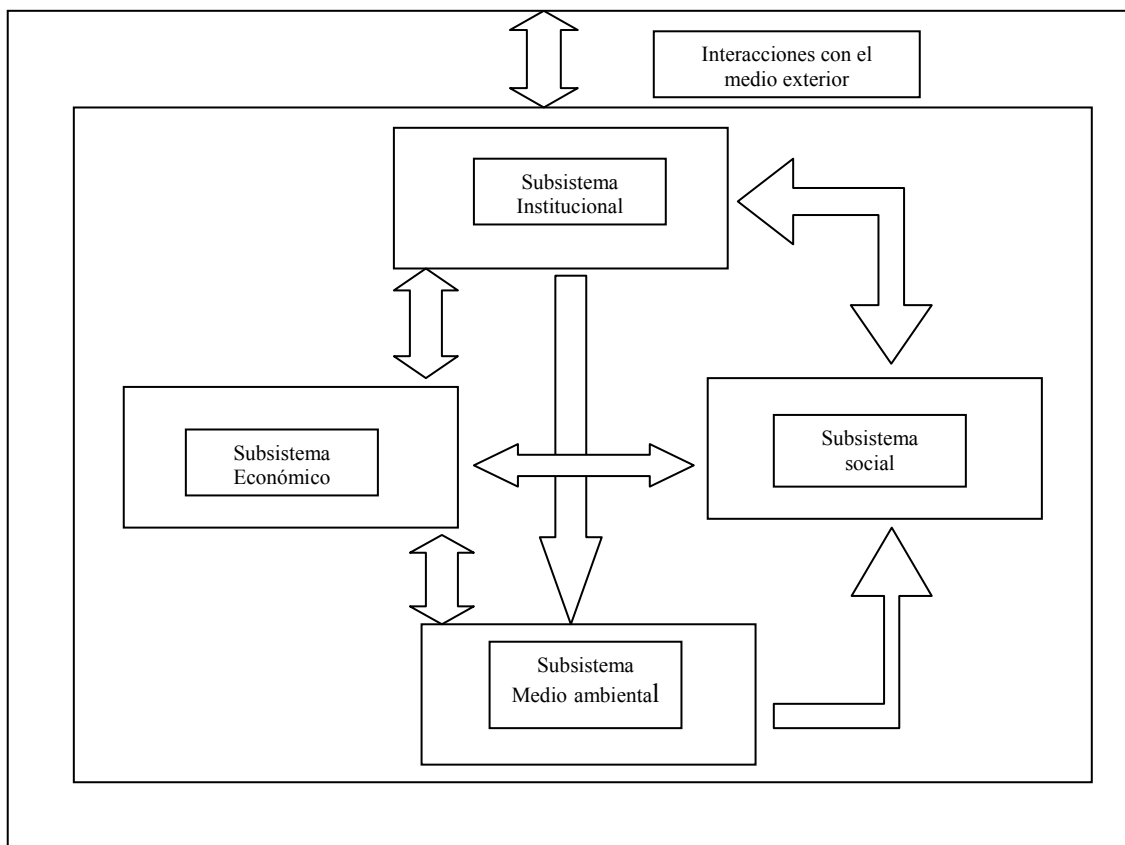 Interacciones con el
medio exterior
Subsistema
Institucional
Subsistema
Económico
Subsistema
social
Subsistema
Medio ambiental